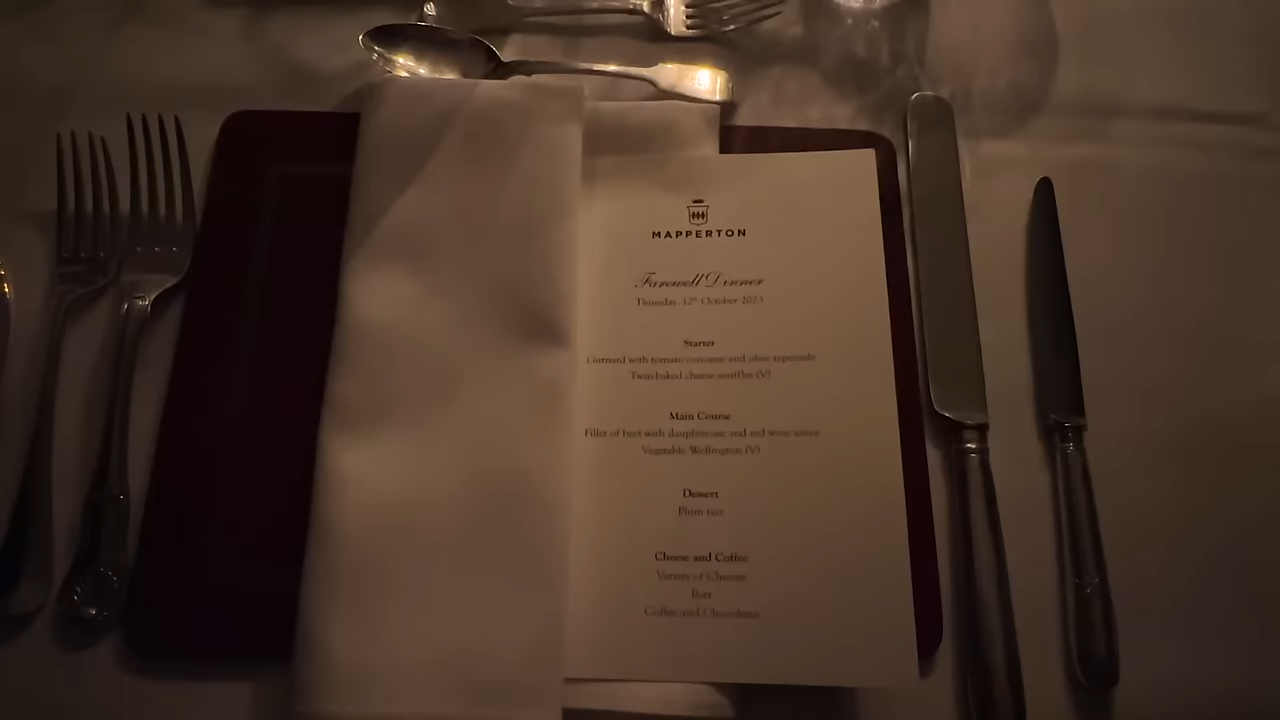 MAPPERTON
Farewell Dinner
Thursday, 12th October 2023
Starter
Gurnard with tomato concasse and olive tapenade
Twin-baked cheese souffles (V)
Main Course
Fillet of beef with dauphinoise and red wine sauce
Vegetable Wellington (V)
Dessert
Plum tart
Cheese and Coffee
Variety of Cheeses
Port
Coffee and Chocolates